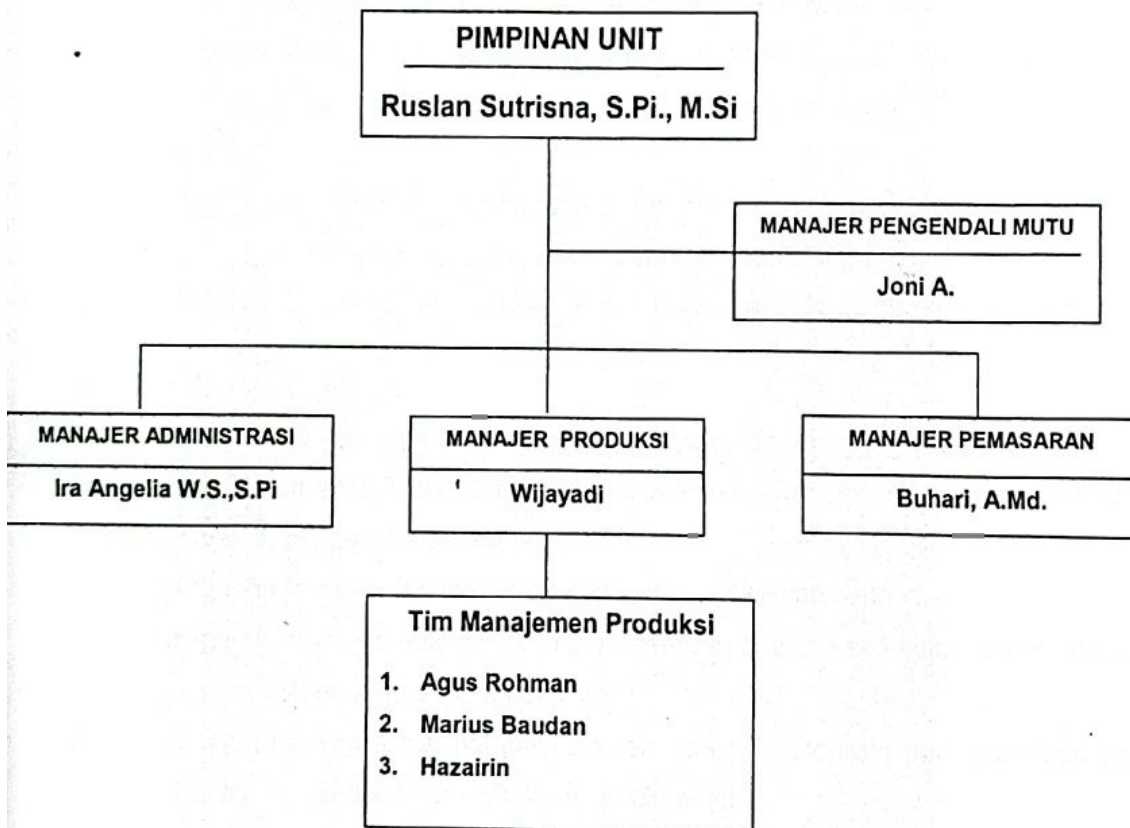 PIMPINAN UNIT
Ruslan Sutrisna, S.Pi., M.Si
MANAJER PENGENDALI MUTU
Joni A.
MANAJER ADMINISTRASI
Ira Angelia W.S.,S.Pi
MANAJER PRODUKSI
Wijayadi
MANAJER PEMASARAN
Buhari, A.Md.
Tim Manajemen Produksi
1. Agus Rohman
2. Marius Baudan
3. Hazairin